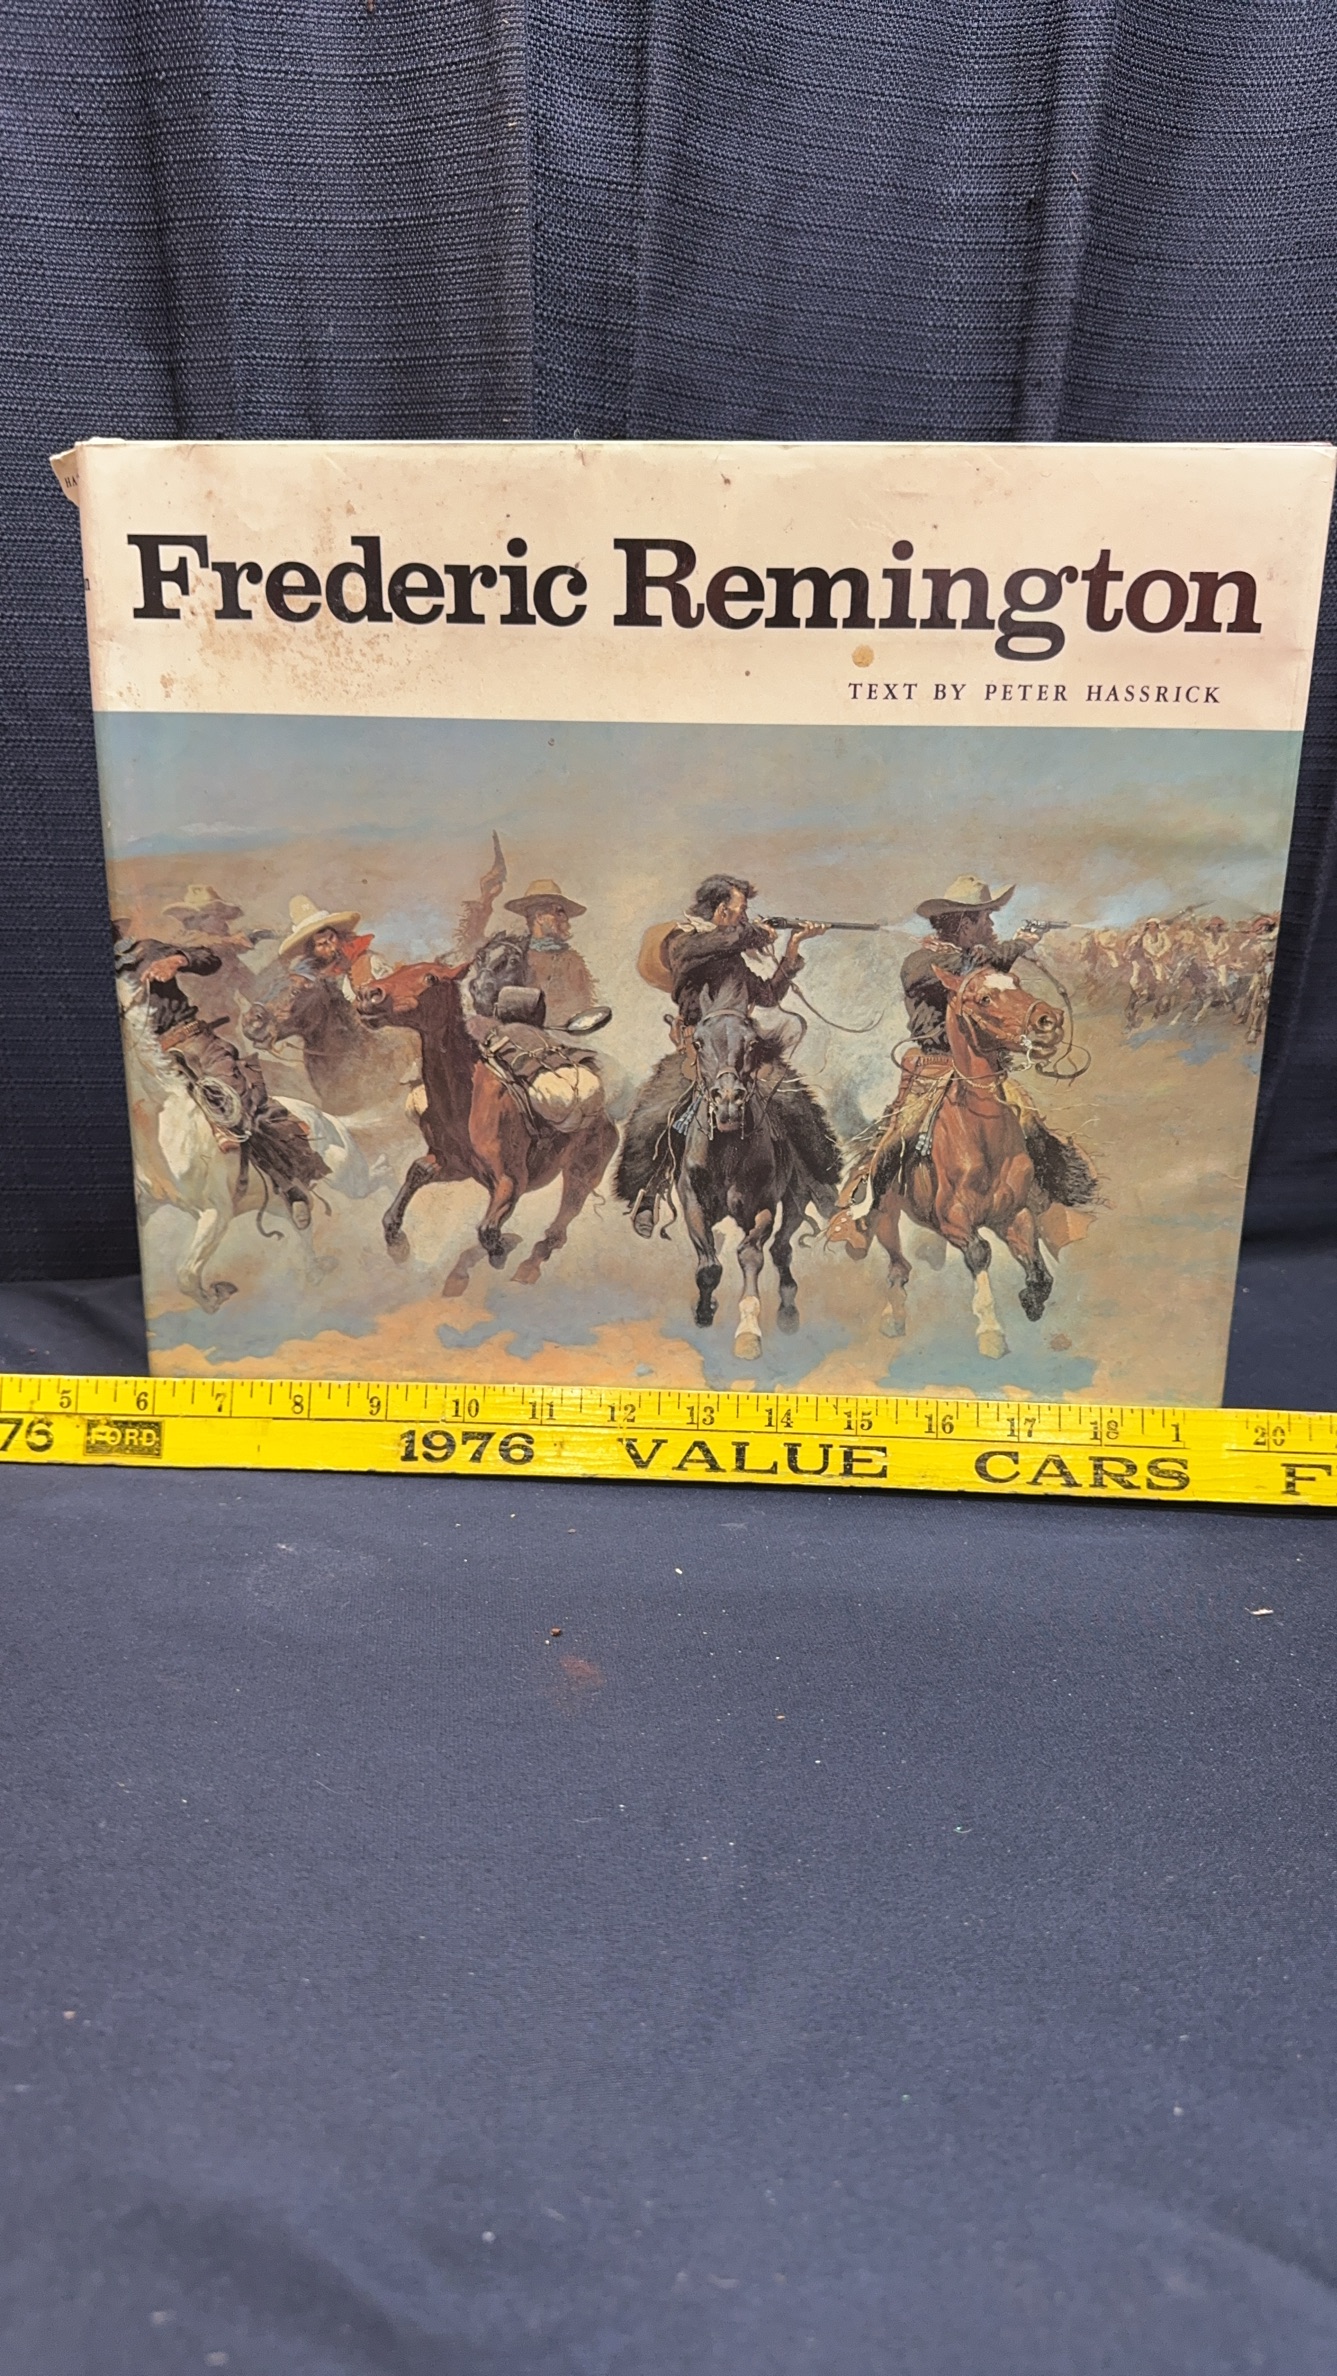 Frederic Remington
TEXT BY PETER HASSRICK
5 6 7 8 9 10 11 12 13 14 15 16 17 18 1 20
FORD 1976 VALUE CARS F